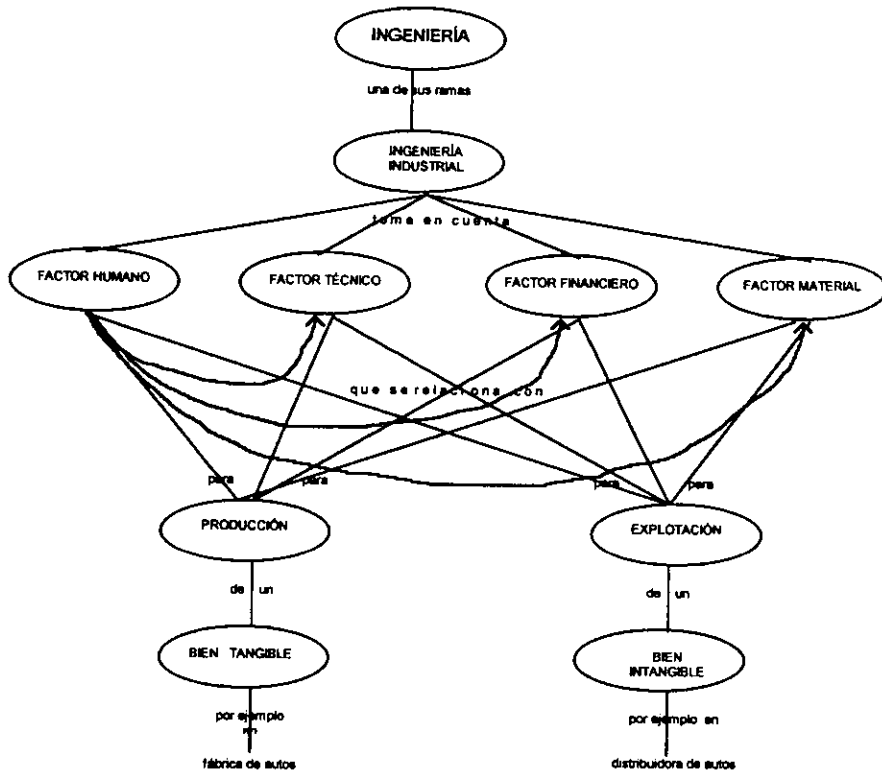 INGENIERÍA
una de sus ramas
INGENIERÍA
INDUSTRIAL
toma en cuenta
FACTOR HUMANO
FACTOR TÉCNICO
FACTOR FINANCIERO
FACTOR MATERIAL
que se relaciona con
para
para
para
para
PRODUCCIÓN
EXPLOTACIÓN
de un
de un
BIEN TANGIBLE
BIEN
INTANGIBLE
por ejemplo
en
por ejemplo en
fábrica de autos
distribuidora de autos